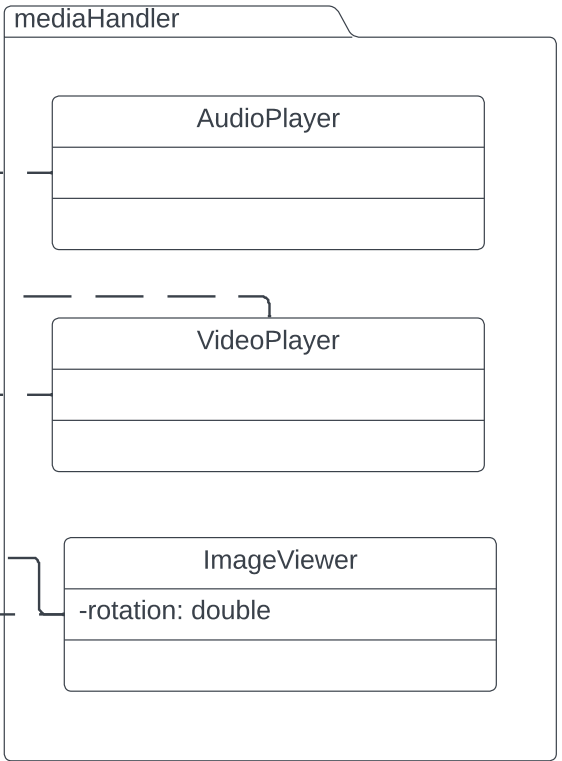 mediaHandler
AudioPlayer
VideoPlayer
ImageViewer
-rotation: double